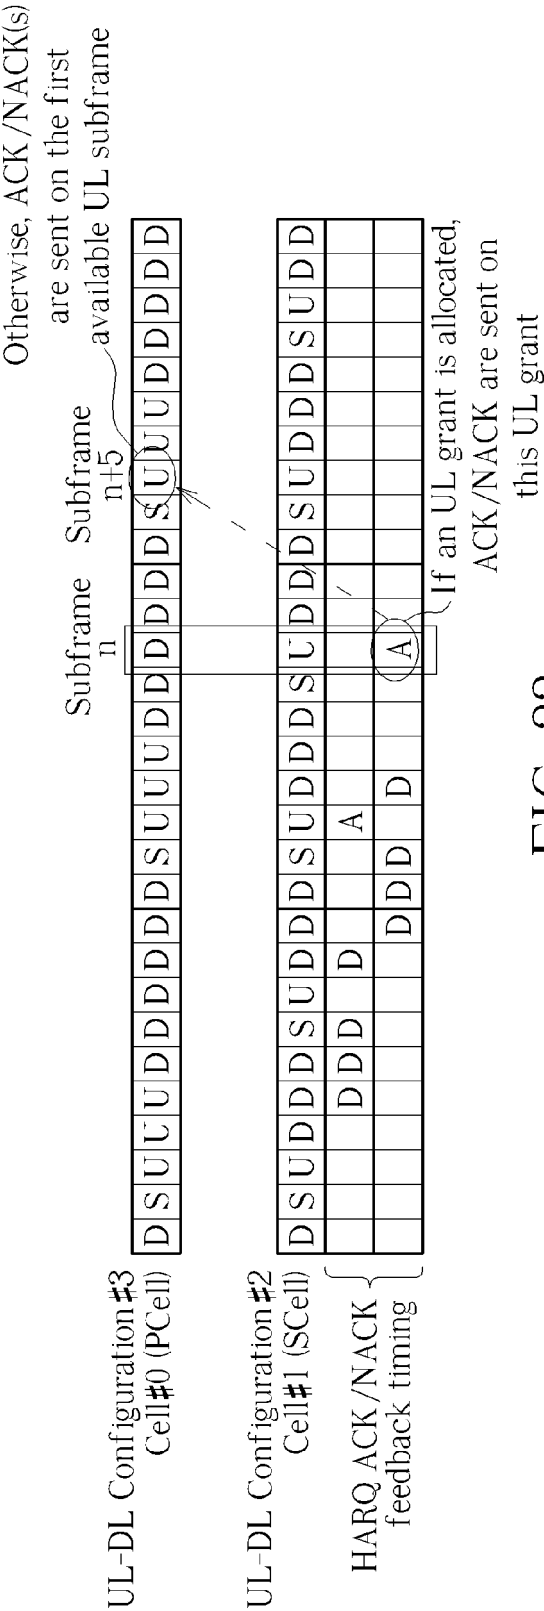 Otherwise, ACK/NACK(s)
are sent on the first
available UL subframe
Subframe
n
Subframe
n+5
UL-DL Configuration#3
Cell#0 (PCell)
D S U U U D D D D D D S U U U D D D D D D S U U U D D D D D
UL-DL Configuration#2
Cell#1 (SCell)
D S U D D D S U D D D S U D D D S U D D D S U D D D S U D D
HARQ ACK/NACK
feedback timing
D D D D A
D D D D A
If an UL grant is allocated,
ACK/NACK are sent on
this UL grant
FIG.